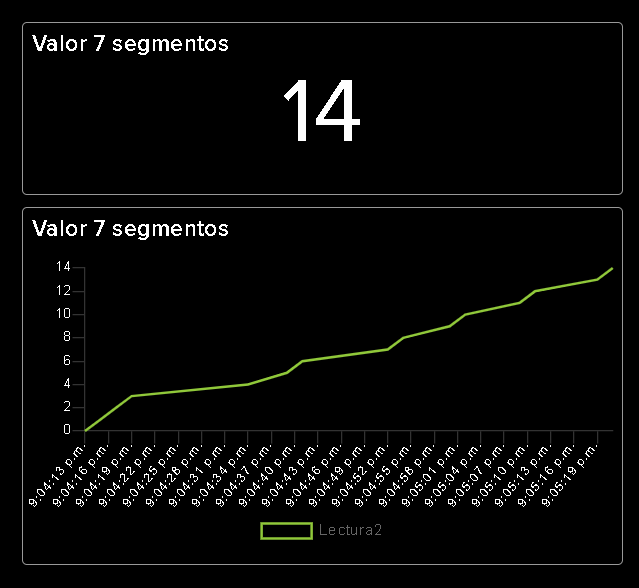 Valor 7 segmentos
14
Valor 7 segmentos
14
12
10
8
6
4
2
0
9:04:13 p.m.
9:04:16 p.m.
9:04:19 p.m.
9:04:22 p.m.
9:04:25 p.m.
9:04:28 p.m.
9:04:31 p.m.
9:04:34 p.m.
9:04:37 p.m.
9:04:40 p.m.
9:04:43 p.m.
9:04:46 p.m.
9:04:49 p.m.
9:04:52 p.m.
9:04:55 p.m.
9:04:58 p.m.
9:05:01 p.m.
9:05:04 p.m.
9:05:07 p.m.
9:05:10 p.m.
9:05:13 p.m.
9:05:16 p.m.
9:05:19 p.m.
Lectura2